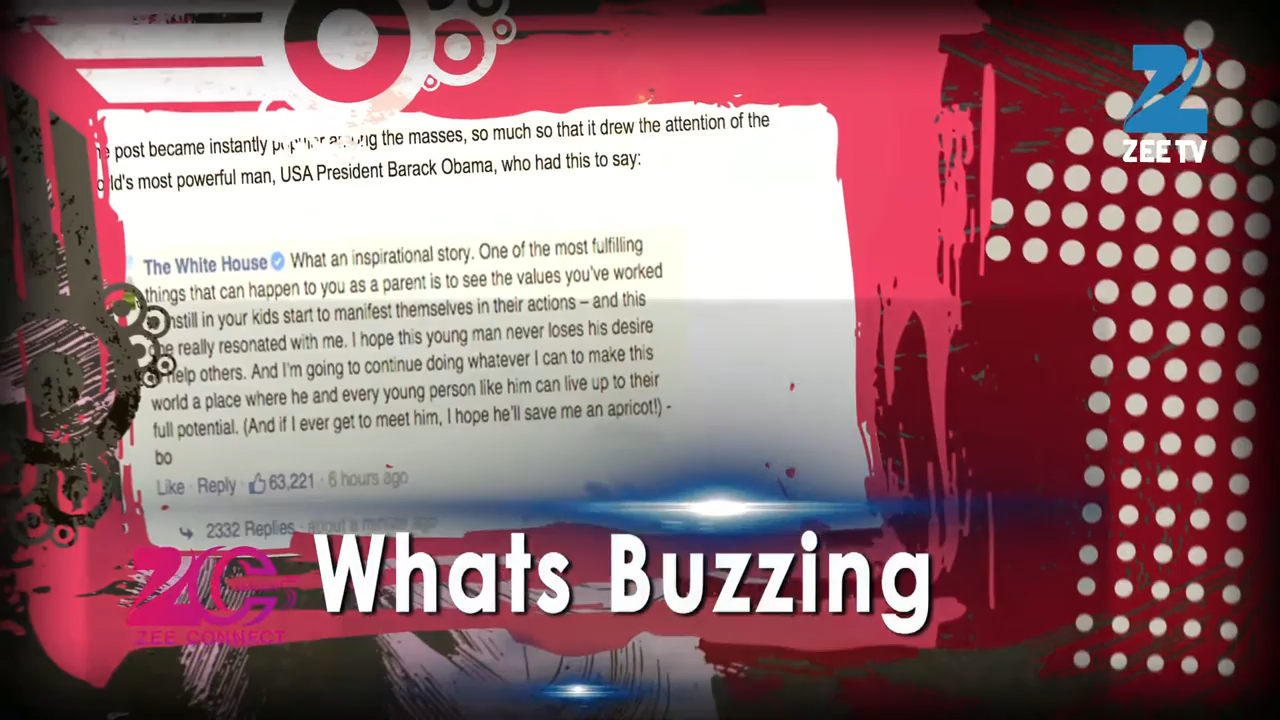 post became instantly the masses, so much so that it drew the attention of the
most powerful man, USA President Barack Obama, who had this to say:
The White House What an inspirational story. One of the most fulfilling
things that can happen to you as a parent is to see the values you've worked
nstill in your kids start to manifest themselves in their actions – and this
really resonated with me. I hope this young man never loses his desire
help others. And I'm going to continue doing whatever I can to make this
world a place where he and every young person like him can live up to their
full potential. (And if I ever get to meet him, I hope he'll save me an apricot!) -
bo
Like · Reply · 63,221 · 6 hours ago
2332 Replies · about a minute ago
Whats Buzzing
ZEE CONNECT
ZEE TV